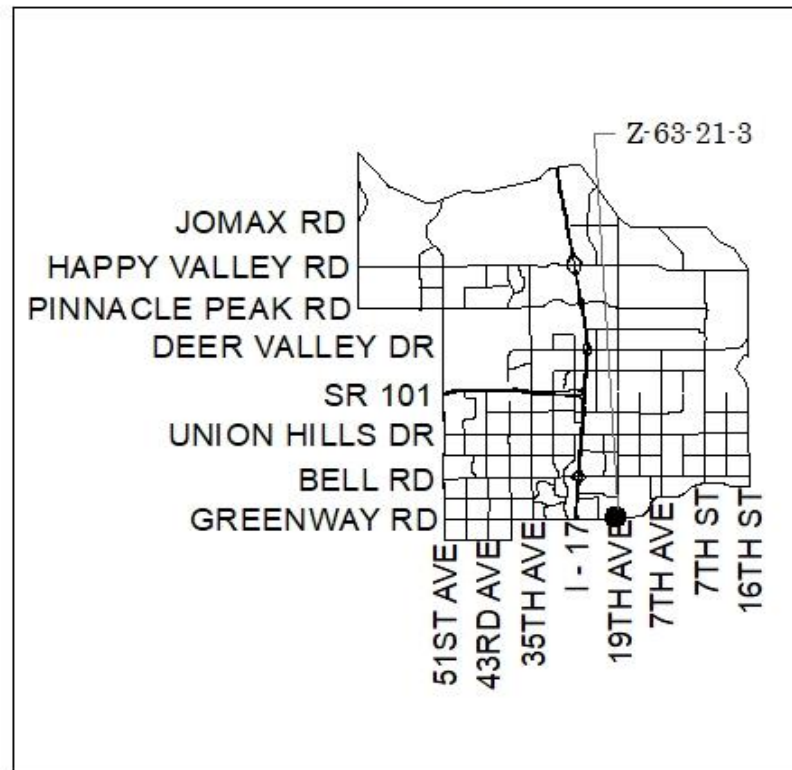 Z-63-21-3
JOMAX RD
HAPPY VALLEY RD
PINNACLE PEAK RD
DEER VALLEY DR
SR 101
UNION HILLS DR
BELL RD
GREENWAY RD
51ST AVE
43RD AVE
35TH AVE
I - 17
19TH AVE
7TH AVE
7TH ST
16TH ST